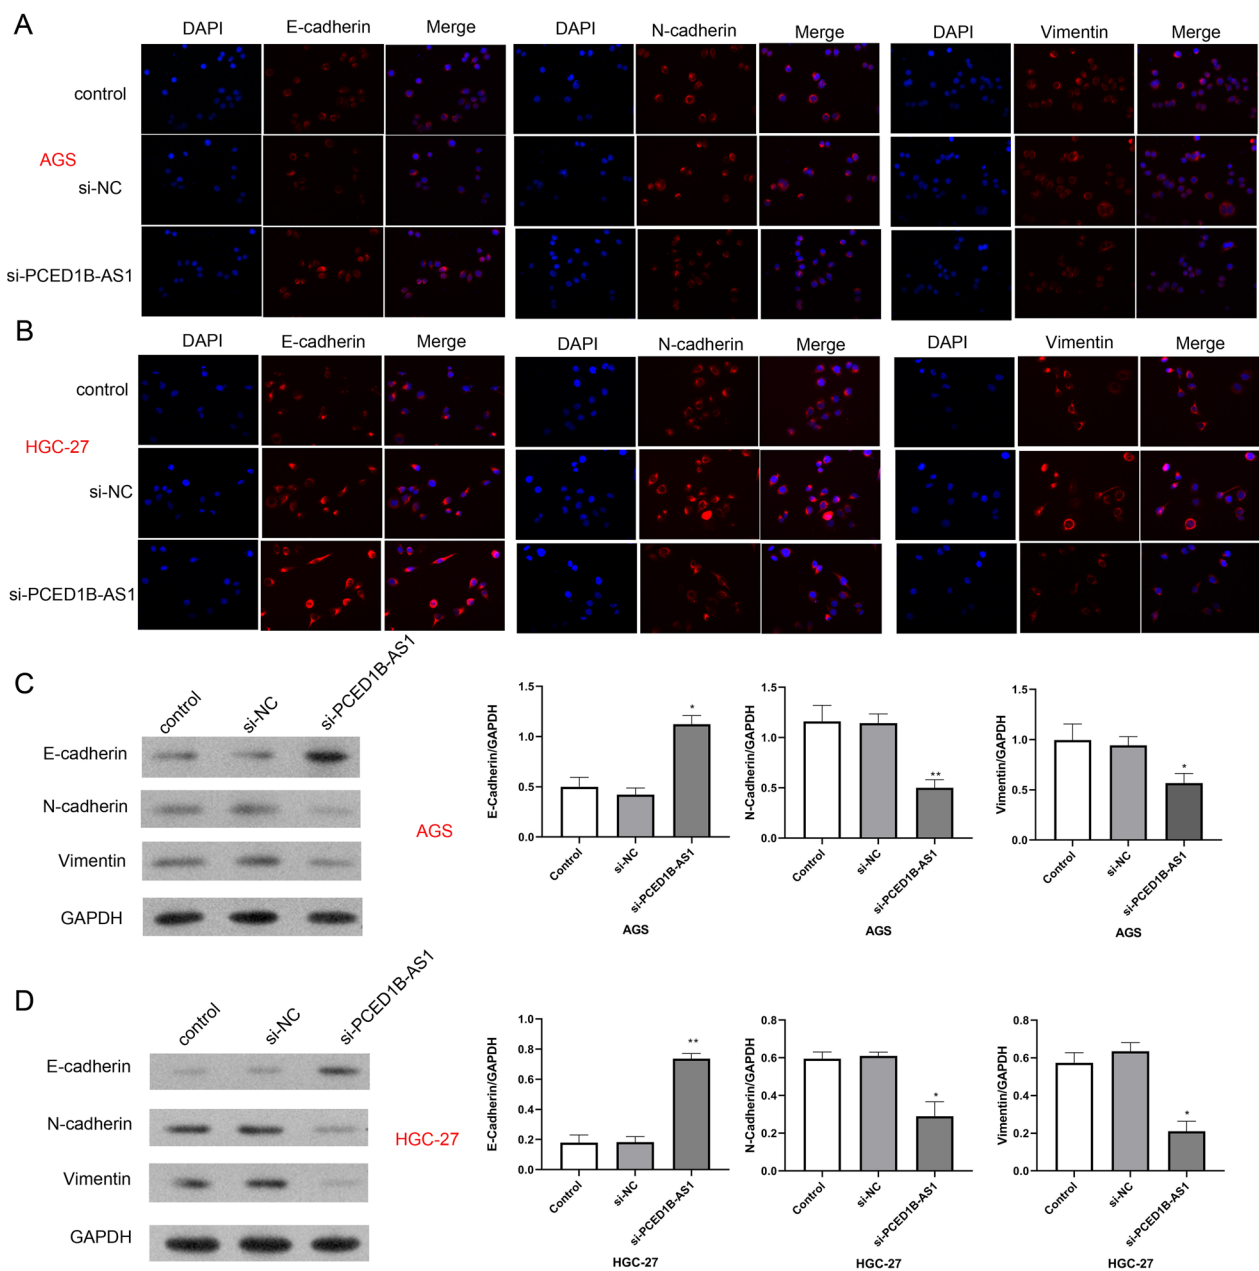 A
DAPI E-cadherin Merge DAPI N-cadherin Merge DAPI Vimentin Merge
control
AGS
si-NC
si-PCED1B-AS1
B
DAPI E-cadherin Merge DAPI N-cadherin Merge DAPI Vimentin Merge
control
HGC-27
si-NC
si-PCED1B-AS1
C
control si-NC si-PCED1B-AS1
E-cadherin
N-cadherin
Vimentin
GAPDH
AGS
E-Cadherin/GAPDH
1.5
1.0
0.5
0.0
*
Control si-NC si-PCED1B-AS1
AGS
N-Cadherin/GAPDH
1.5
1.0
0.5
0.0
**
Control si-NC si-PCED1B-AS1
AGS
Vimentin/GAPDH
1.5
1.0
0.5
0.0
*
Control si-NC si-PCED1B-AS1
AGS
D
control si-NC si-PCED1B-AS1
E-cadherin
N-cadherin
Vimentin
GAPDH
HGC-27
E-Cadherin/GAPDH
1.0
0.8
0.6
0.4
0.2
0.0
**
Control si-NC si-PCED1B-AS1
HGC-27
N-Cadherin/GAPDH
0.8
0.6
0.4
0.2
0.0
*
Control si-NC si-PCED1B-AS1
HGC-27
Vimentin/GAPDH
0.8
0.6
0.4
0.2
0.0
*
Control si-NC si-PCED1B-AS1
HGC-27